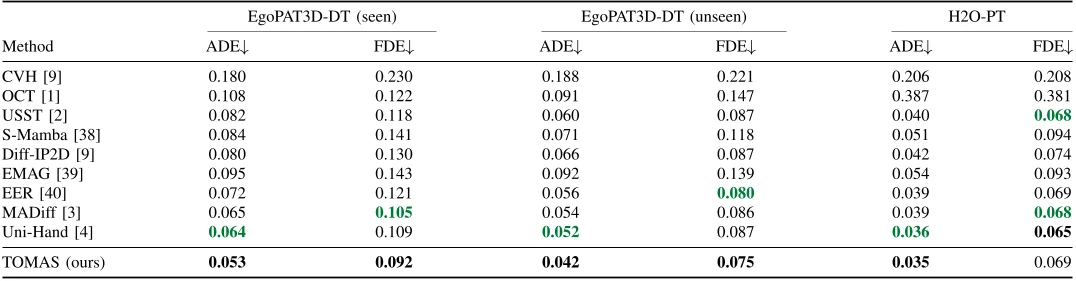 EgoPAT3D-DT (seen) EgoPAT3D-DT (unseen) H2O-PT
Method ADE↓ FDE↓ ADE↓ FDE↓ ADE↓ FDE↓
CVH [9] 0.180 0.230 0.188 0.221 0.206 0.208
OCT [1] 0.108 0.122 0.091 0.147 0.387 0.381
USST [2] 0.082 0.118 0.060 0.087 0.040 0.068
S-Mamba [38] 0.084 0.141 0.071 0.118 0.051 0.094
Diff-IP2D [9] 0.080 0.130 0.066 0.087 0.042 0.074
EMAG [39] 0.095 0.143 0.092 0.139 0.054 0.093
EER [40] 0.072 0.121 0.056 0.080 0.039 0.069
MADiff [3] 0.065 0.105 0.054 0.086 0.039 0.068
Uni-Hand [4] 0.064 0.109 0.052 0.087 0.036 0.065
TOMAS (ours) 0.053 0.092 0.042 0.075 0.035 0.069